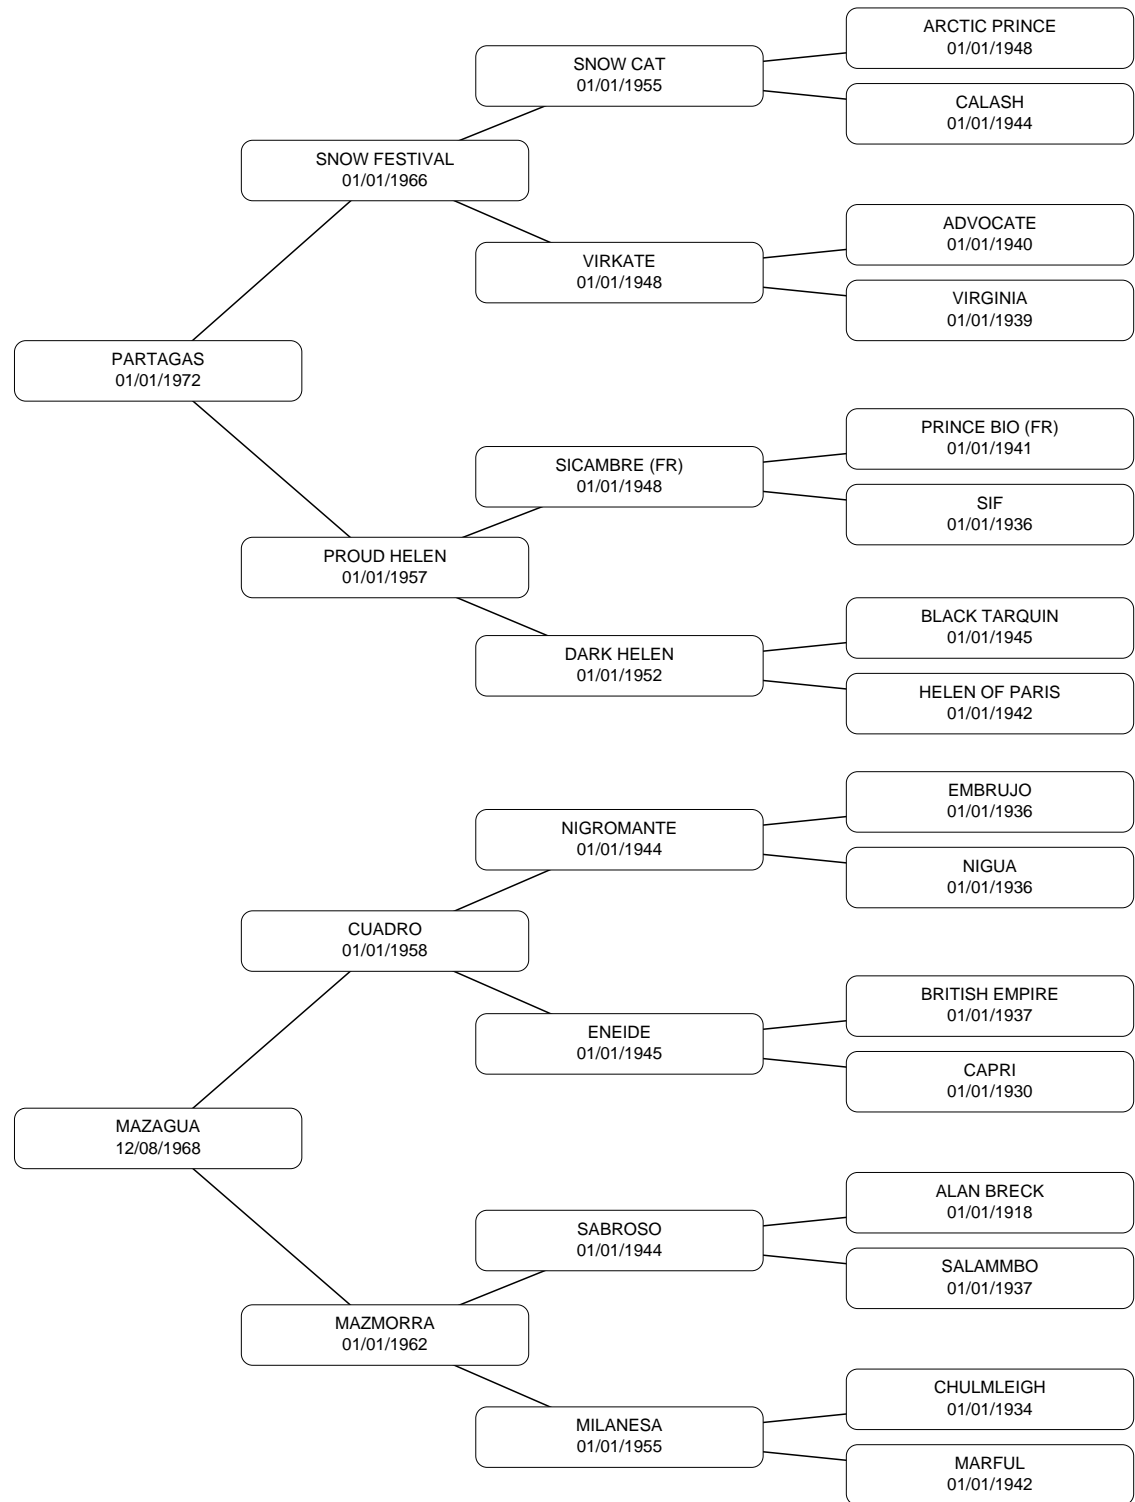 ARCTIC PRINCE
01/01/1948
SNOW CAT
01/01/1955
CALASH
01/01/1944
SNOW FESTIVAL
01/01/1966
ADVOCATE
01/01/1940
VIRKATE
01/01/1948
VIRGINIA
01/01/1939
PARTAGAS
01/01/1972
PRINCE BIO (FR)
01/01/1941
SICAMBRE (FR)
01/01/1948
SIF
01/01/1936
PROUD HELEN
01/01/1957
BLACK TARQUIN
01/01/1945
DARK HELEN
01/01/1952
HELEN OF PARIS
01/01/1942
EMBRUJO
01/01/1936
NIGROMANTE
01/01/1944
NIGUA
01/01/1936
CUADRO
01/01/1958
BRITISH EMPIRE
01/01/1937
ENEIDE
01/01/1945
CAPRI
01/01/1930
MAZAGUA
12/08/1968
ALAN BRECK
01/01/1918
SABROSO
01/01/1944
SALAMMBO
01/01/1937
MAZMORRA
01/01/1962
CHULMLEIGH
01/01/1934
MILANESA
01/01/1955
MARFUL
01/01/1942